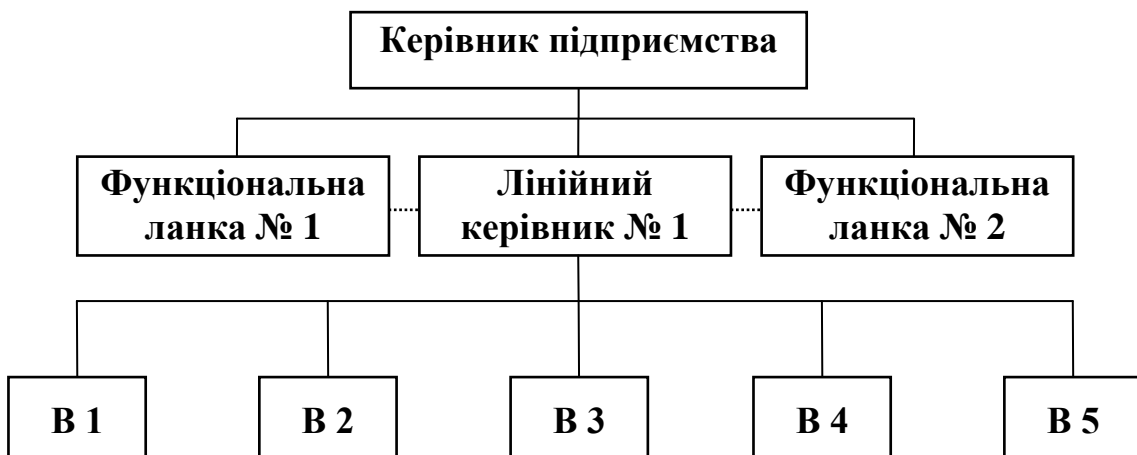 Керівник підприємства
Функціональна
ланка № 1
Лінійний
керівник № 1
Функціональна
ланка № 2
В 1
В 2
В 3
В 4
В 5